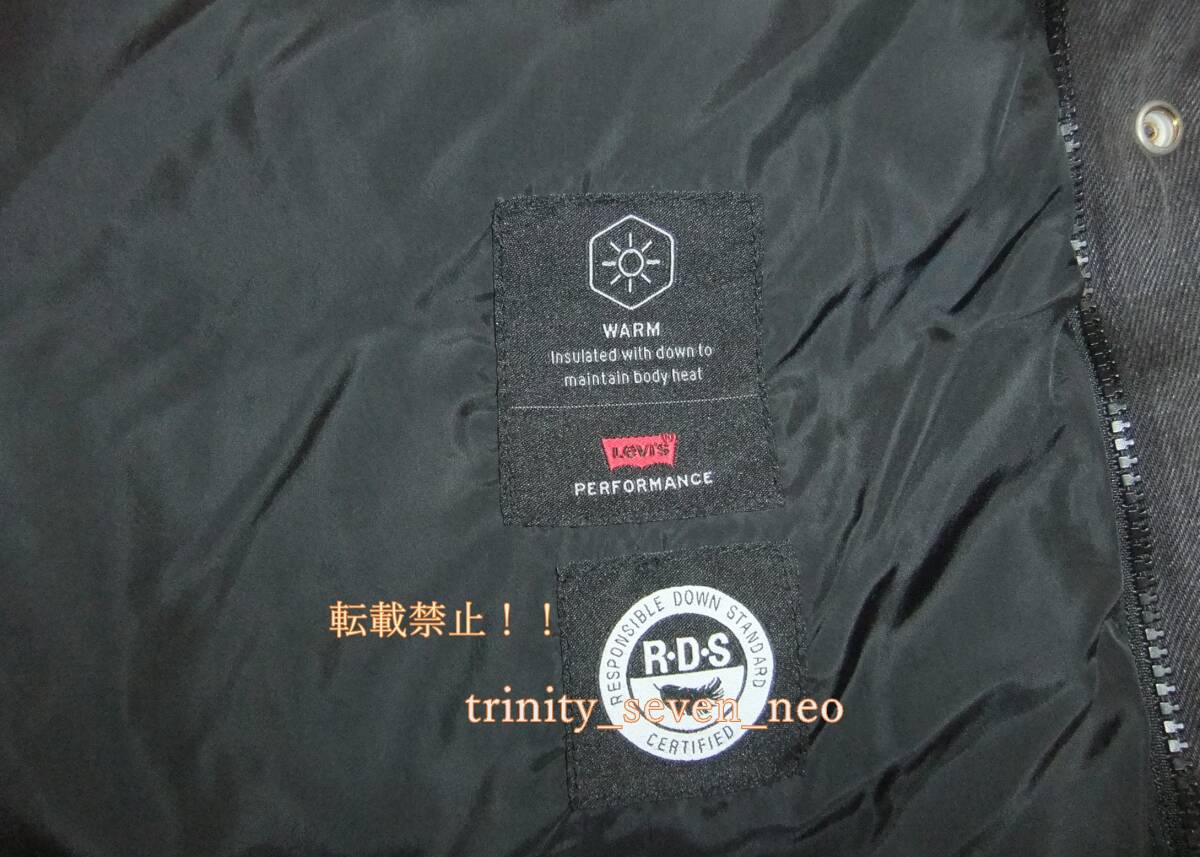 WARM
Insulated with down to
maintain body heat
Levi's®
PERFORMANCE
転載禁止！！
RESPONSIBLE DOWN STANDARD
R·D·S
CERTIFIED
trinity_seven_neo